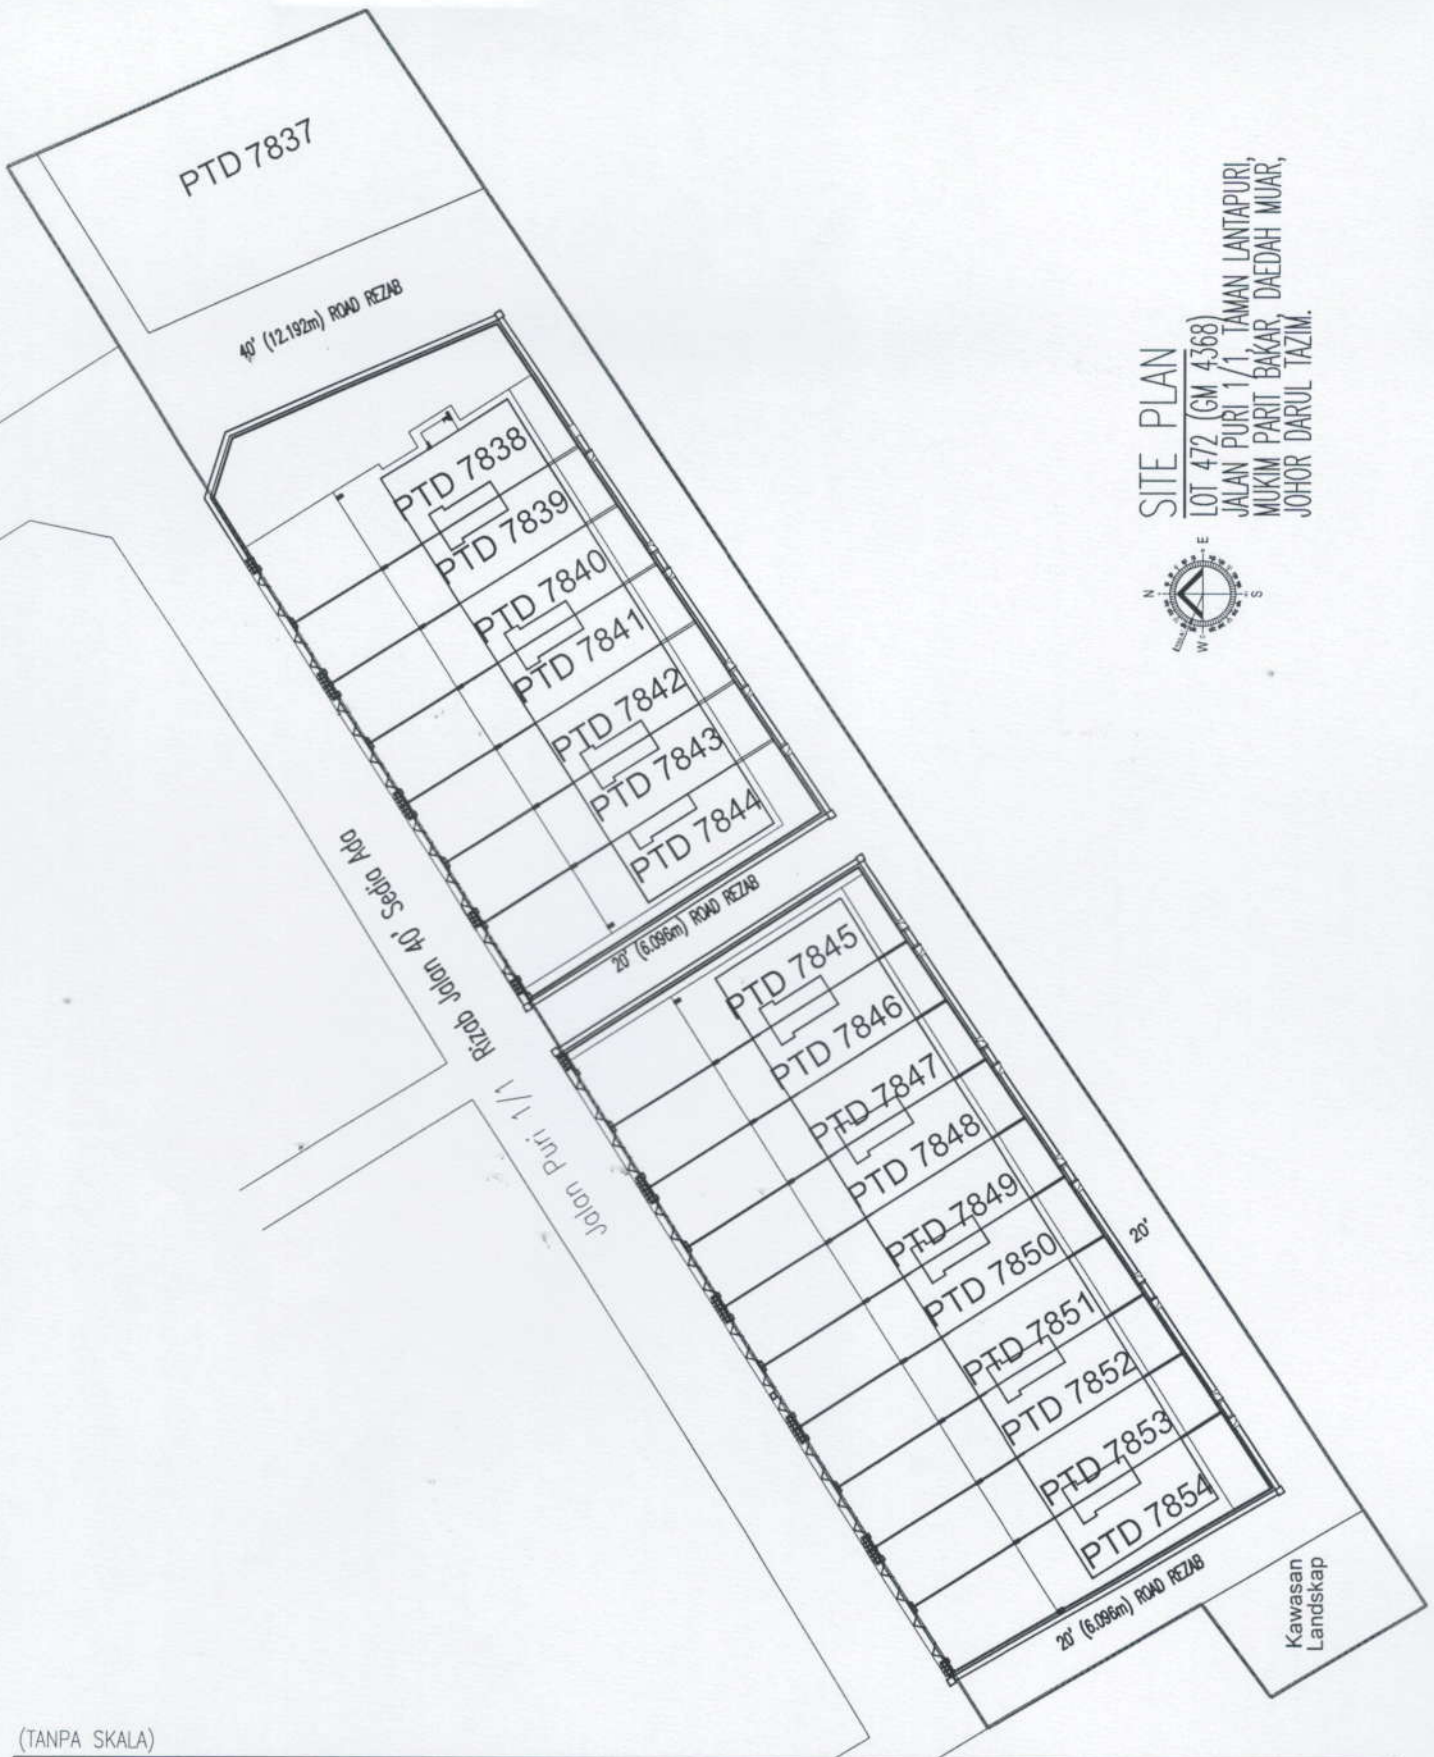 PTD 7837
40' (12.192m) ROAD REZAB
PTD 7838
PTD 7839
PTD 7840
PTD 7841
PTD 7842
PTD 7843
PTD 7844
20' (6.096m) ROAD REZAB
PTD 7845
PTD 7846
PTD 7847
PTD 7848
PTD 7849
PTD 7850
PTD 7851
PTD 7852
PTD 7853
PTD 7854
20' (6.096m) ROAD REZAB
20'
Jalan Puri 1/1 Rizab Jalan 40' Sedia Ada
Kawasan
Landskap
SITE PLAN
LOT 472 (GM 4368)
JALAN PURI 1/1, TAMAN LANTAPURI,
MUKIM PARIT BAKAR, DAEDAH MUAR,
JOHOR DARUL TAZIM.
N
E
S
W
(TANPA SKALA)